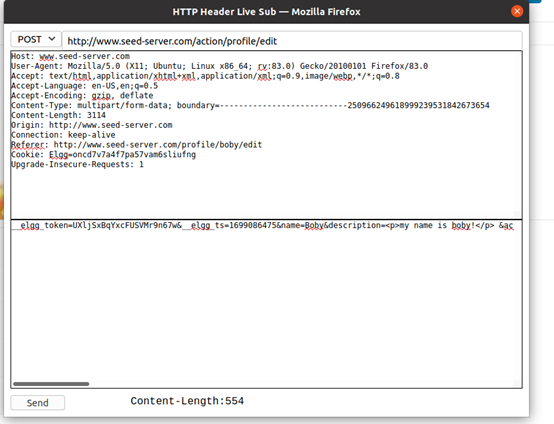 HTTP Header Live Sub — Mozilla Firefox
POST http://www.seed-server.com/action/profile/edit
Host: www.seed-server.com
User-Agent: Mozilla/5.0 (X11; Ubuntu; Linux x86_64; rv:83.0) Gecko/20100101 Firefox/83.0
Accept: text/html,application/xhtml+xml,application/xml;q=0.9,image/webp,*/*;q=0.8
Accept-Language: en-US,en;q=0.5
Accept-Encoding: gzip, deflate
Content-Type: multipart/form-data; boundary=---------------------------250966249618999239531842673654
Content-Length: 3114
Origin: http://www.seed-server.com
Connection: keep-alive
Referer: http://www.seed-server.com/profile/boby/edit
Cookie: Elgg=oncd7v7a4f7pa57vam6sliufng
Upgrade-Insecure-Requests: 1
__elgg_token=UXljSxBqYxcFUSVMr9n67w&__elgg_ts=1699086475&name=Boby&description=<p>my name is boby!</p> &ac
Send Content-Length:554